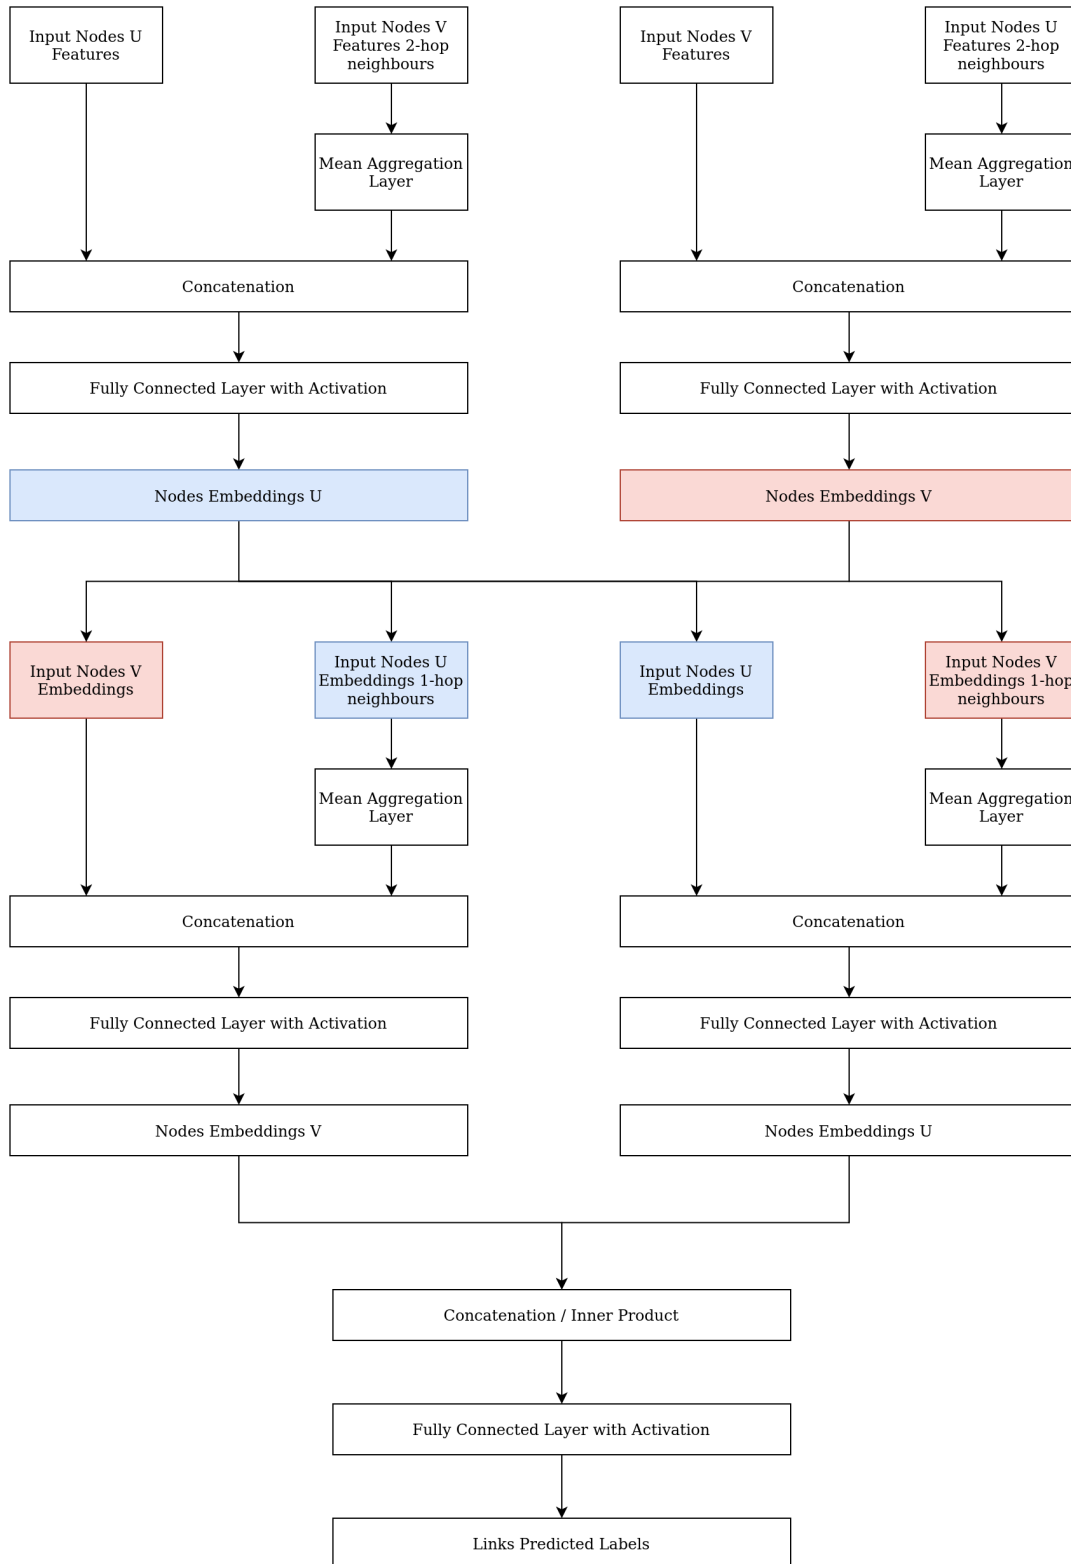 Input Nodes U
Features
Input Nodes V
Features 2-hop
neighbours
Input Nodes V
Features
Input Nodes U
Features 2-hop
neighbours
Mean Aggregation
Layer
Mean Aggregation
Layer
Concatenation
Concatenation
Fully Connected Layer with Activation
Fully Connected Layer with Activation
Nodes Embeddings U
Nodes Embeddings V
Input Nodes V
Embeddings
Input Nodes U
Embeddings 1-hop
neighbours
Input Nodes U
Embeddings
Input Nodes V
Embeddings 1-hop
neighbours
Mean Aggregation
Layer
Mean Aggregation
Layer
Concatenation
Concatenation
Fully Connected Layer with Activation
Fully Connected Layer with Activation
Nodes Embeddings V
Nodes Embeddings U
Concatenation / Inner Product
Fully Connected Layer with Activation
Links Predicted Labels